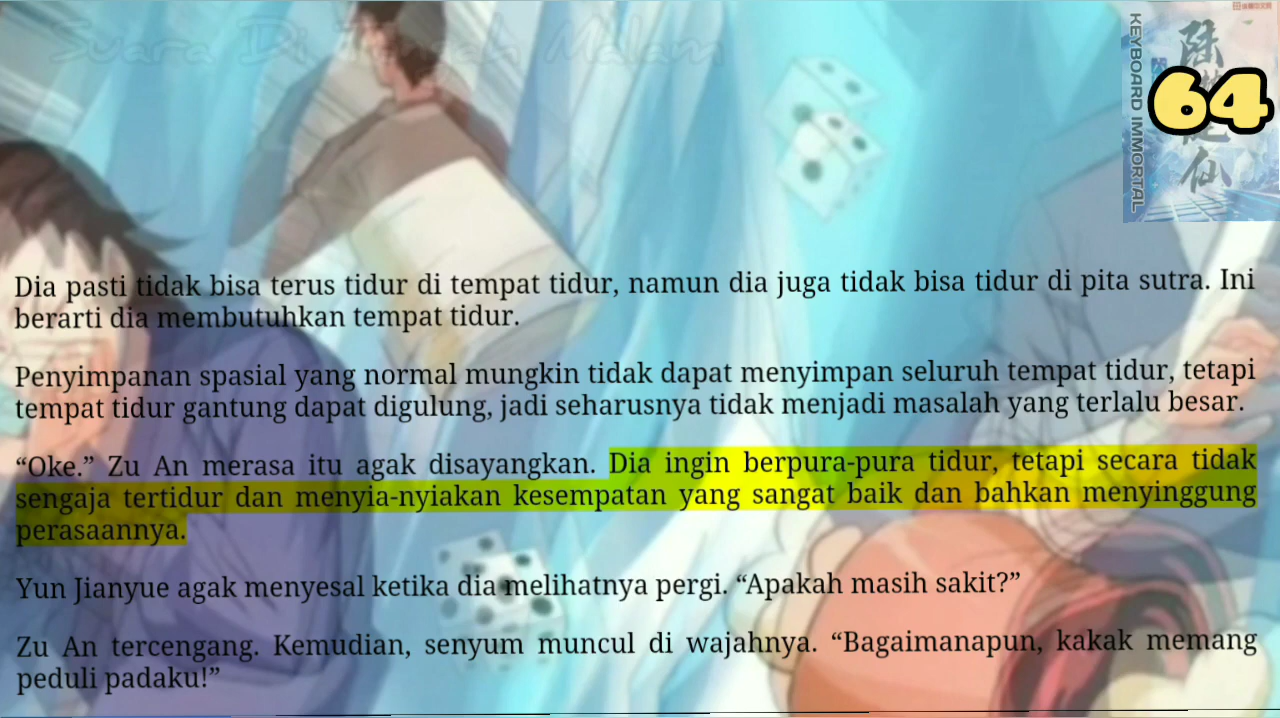 Suara Di Tengah Malam
KEYBOARD IMMORTAL
64
Dia pasti tidak bisa terus tidur di tempat tidur, namun dia juga tidak bisa tidur di pita sutra. Ini
berarti dia membutuhkan tempat tidur.
Penyimpanan spasial yang normal mungkin tidak dapat menyimpan seluruh tempat tidur, tetapi
tempat tidur gantung dapat digulung, jadi seharusnya tidak menjadi masalah yang terlalu besar.
“Oke.” Zu An merasa itu agak disayangkan. Dia ingin berpura-pura tidur, tetapi secara tidak
sengaja tertidur dan menyia-nyiakan kesempatan yang sangat baik dan bahkan menyinggung
perasaannya.
Yun Jianyue agak menyesal ketika dia melihatnya pergi. “Apakah masih sakit?”
Zu An tercengang. Kemudian, senyum muncul di wajahnya. “Bagaimanapun, kakak memang
peduli padaku!”